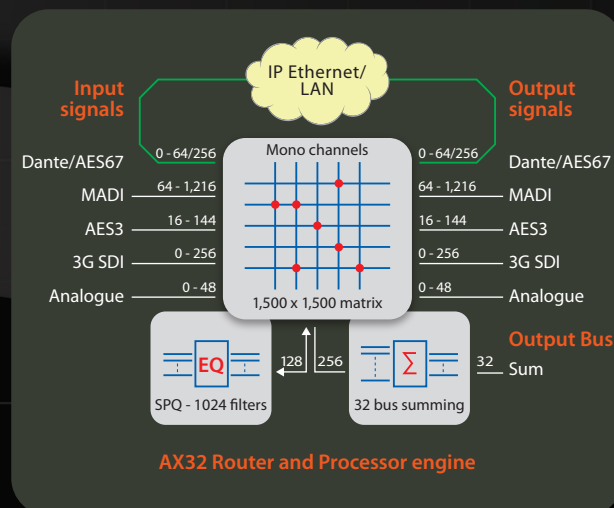 IP Ethernet/
LAN
Input
signals
Output
signals
Mono channels
Dante/AES67
0 - 64/256
0 - 64/256
Dante/AES67
MADI
64 - 1,216
64 - 1,216
MADI
AES3
16 - 144
16 - 144
AES3
3G SDI
0 - 256
0 - 256
3G SDI
Analogue
0 - 48
0 - 48
Analogue
1,500 x 1,500 matrix
Output Bus
EQ
128
256
Σ
32
Sum
SPQ - 1024 filters
32 bus summing
AX32 Router and Processor engine